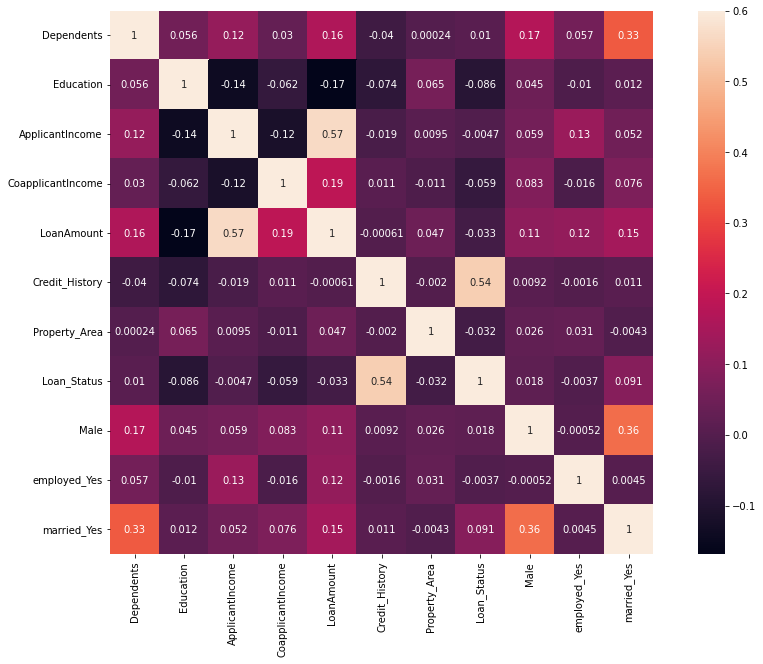 Dependents 1 0.056 0.12 0.03 0.16 -0.04 0.00024 0.01 0.17 0.057 0.33
Education 0.056 1 -0.14 -0.062 -0.17 -0.074 0.065 -0.086 0.045 -0.01 0.012
ApplicantIncome 0.12 -0.14 1 -0.12 0.57 -0.019 0.0095 -0.0047 0.059 0.13 0.052
CoapplicantIncome 0.03 -0.062 -0.12 1 0.19 0.011 -0.011 -0.059 0.083 -0.016 0.076
LoanAmount 0.16 -0.17 0.57 0.19 1 -0.00061 0.047 -0.033 0.11 0.12 0.15
Credit_History -0.04 -0.074 -0.019 0.011 -0.00061 1 -0.002 0.54 0.0092 -0.0016 0.011
Property_Area 0.00024 0.065 0.0095 -0.011 0.047 -0.002 1 -0.032 0.026 0.031 -0.0043
Loan_Status 0.01 -0.086 -0.0047 -0.059 -0.033 0.54 -0.032 1 0.018 -0.0037 0.091
Male 0.17 0.045 0.059 0.083 0.11 0.0092 0.026 0.018 1 -0.00052 0.36
employed_Yes 0.057 -0.01 0.13 -0.016 0.12 -0.0016 0.031 -0.0037 -0.00052 1 0.0045
married_Yes 0.33 0.012 0.052 0.076 0.15 0.011 -0.0043 0.091 0.36 0.0045 1
Dependents
Education
ApplicantIncome
CoapplicantIncome
LoanAmount
Credit_History
Property_Area
Loan_Status
Male
employed_Yes
married_Yes
0.6
0.5
0.4
0.3
0.2
0.1
0.0
−0.1